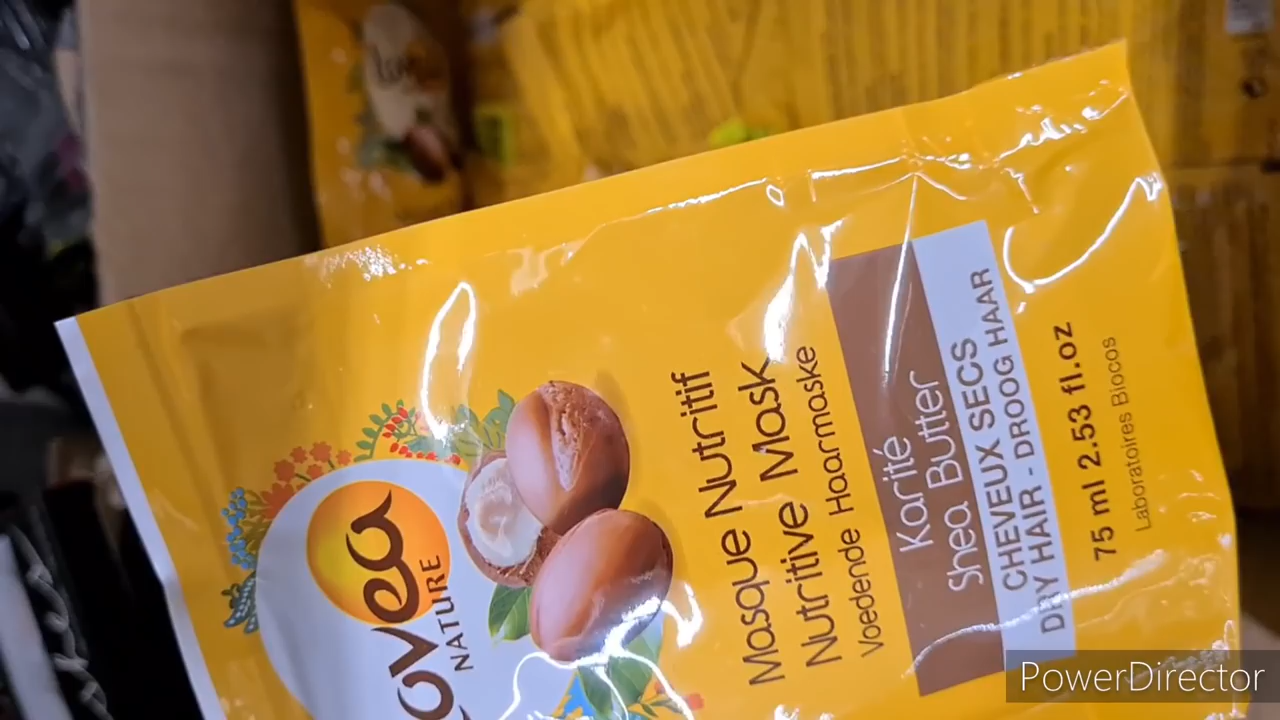 Lovea
NATURE
Masque Nutritif
Nutritive Mask
Voedende Haarmaske
Karité
Shea Butter
CHEVEUX SECS
DRY HAIR - DROOG HAAR
75 ml 2.53 fl.oz
Laboratoires Biocos
PowerDirector